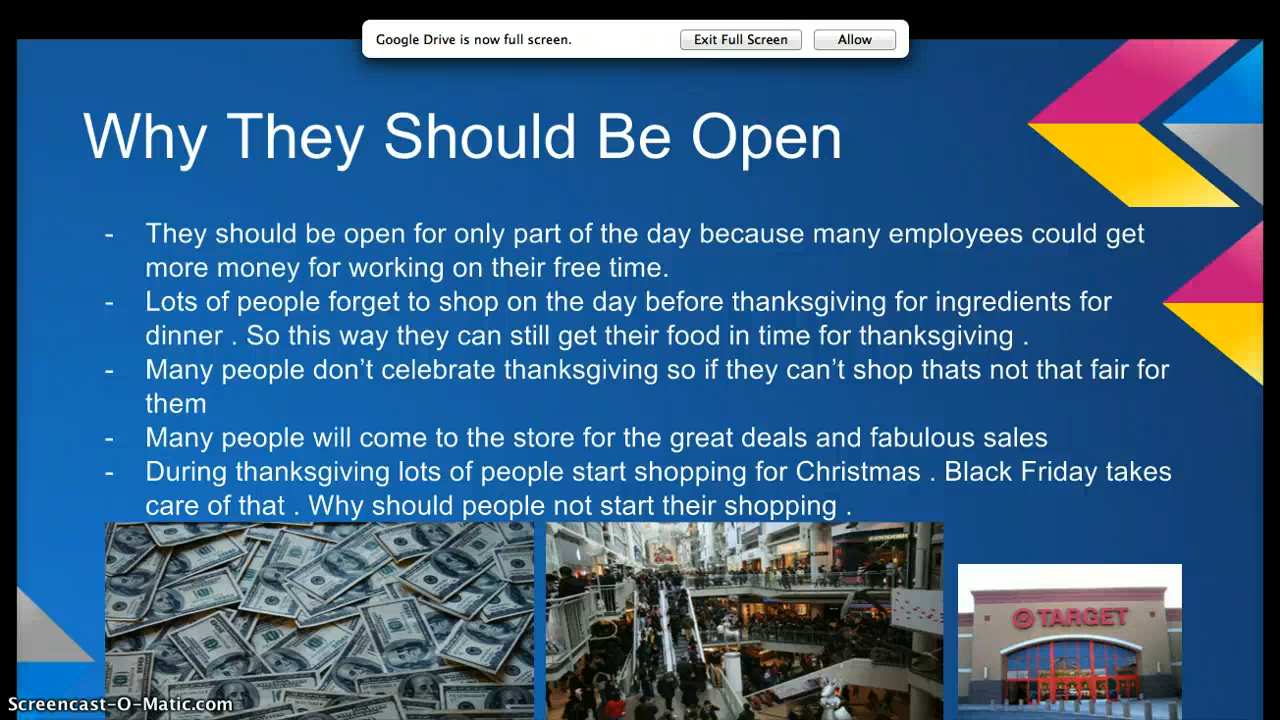 Google Drive is now full screen.
Exit Full Screen
Allow
Why They Should Be Open
- They should be open for only part of the day because many employees could get
more money for working on their free time.
- Lots of people forget to shop on the day before thanksgiving for ingredients for
dinner . So this way they can still get their food in time for thanksgiving .
- Many people don’t celebrate thanksgiving so if they can’t shop thats not that fair for
them
- Many people will come to the store for the great deals and fabulous sales
- During thanksgiving lots of people start shopping for Christmas . Black Friday takes
care of that . Why should people not start their shopping .
TARGET
Screencast-O-Matic.com